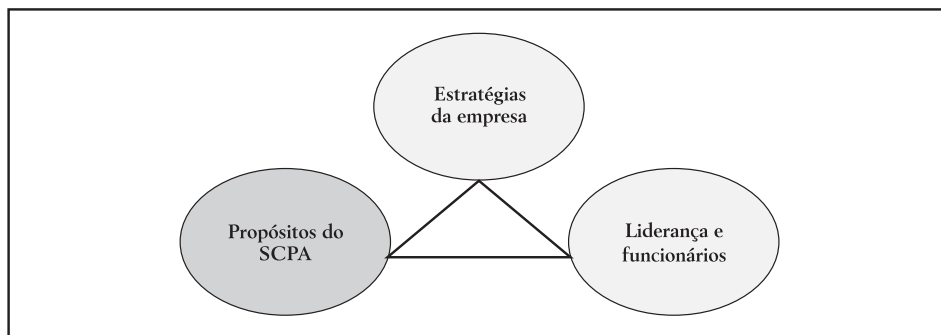 Estratégias
da empresa
Propósitos do
SCPA
Liderança e
funcionários